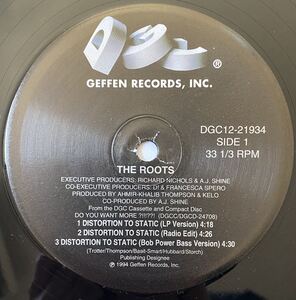 DGC
®
GEFFEN RECORDS, INC.
DGC12-21934
SIDE 1
33 1/3 RPM
THE ROOTS
EXECUTIVE PRODUCERS: RICHARD NICHOLS & A.J. SHINE
CO-EXECUTIVE PRODUCERS: D! & FRANCESCA SPERO
PRODUCED BY AHMIR-KHALIB THOMPSON & KELO
CO-PRODUCED BY A.J. SHINE
From the DGC Cassette and Compact Disc
DO YOU WANT MORE ?!!!??! (DGCC/DGCD-24708)
1 DISTORTION TO STATIC (LP Version) 4:18
2 DISTORTION TO STATIC (Radio Edit) 4:18
3 DISTORTION TO STATIC (Bob Power Bass Version) 4:30
(Trotter/Thompson/Basit-Smart/Hubbard/Storch)
Publishing Designee
℗ 1994 Geffen Records, Inc.